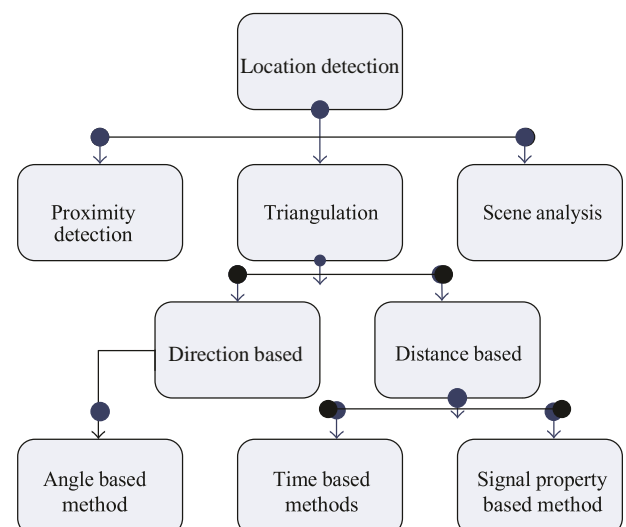 Location detection
Proximity
detection
Triangulation
Scene analysis
Direction based
Distance based
Angle based
method
Time based
methods
Signal property
based method